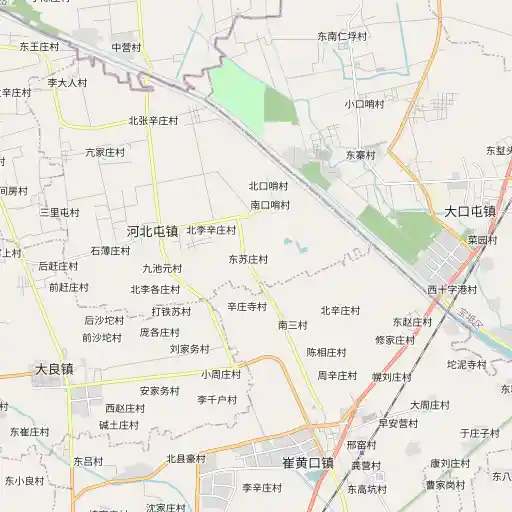 东王庄村
中营村
东南仁垺村
李大人村
辛庄村
小口哨村
北张辛庄村
亢家庄村
东寨村
北口哨村
间房村
南口哨村
三里屯村
大口屯镇
河北屯镇
北李辛庄村
菜园村
石薄庄村
后赶庄村
东苏庄村
九池元村
前赶庄村
北李各庄村
西十字港村
打铁苏村
辛庄寺村
北辛庄村
宝坻区
后沙坨村
南三村
东赵庄村
前沙坨村
庞各庄村
修家庄村
刘家务村
陈相庄村
大良镇
小周庄村
周辛庄村
幌刘庄村
坨泥寺村
安家务村
李千户村
西赵庄村
大周庄村
碱土庄村
早安营村
东崔庄村
于庄子村
邢窑村
东吕村
北县豪村
崔黄口镇
龚营村
康刘庄村
东小良村
李辛庄村
东高坑村
曹家岗村
沈家庄村